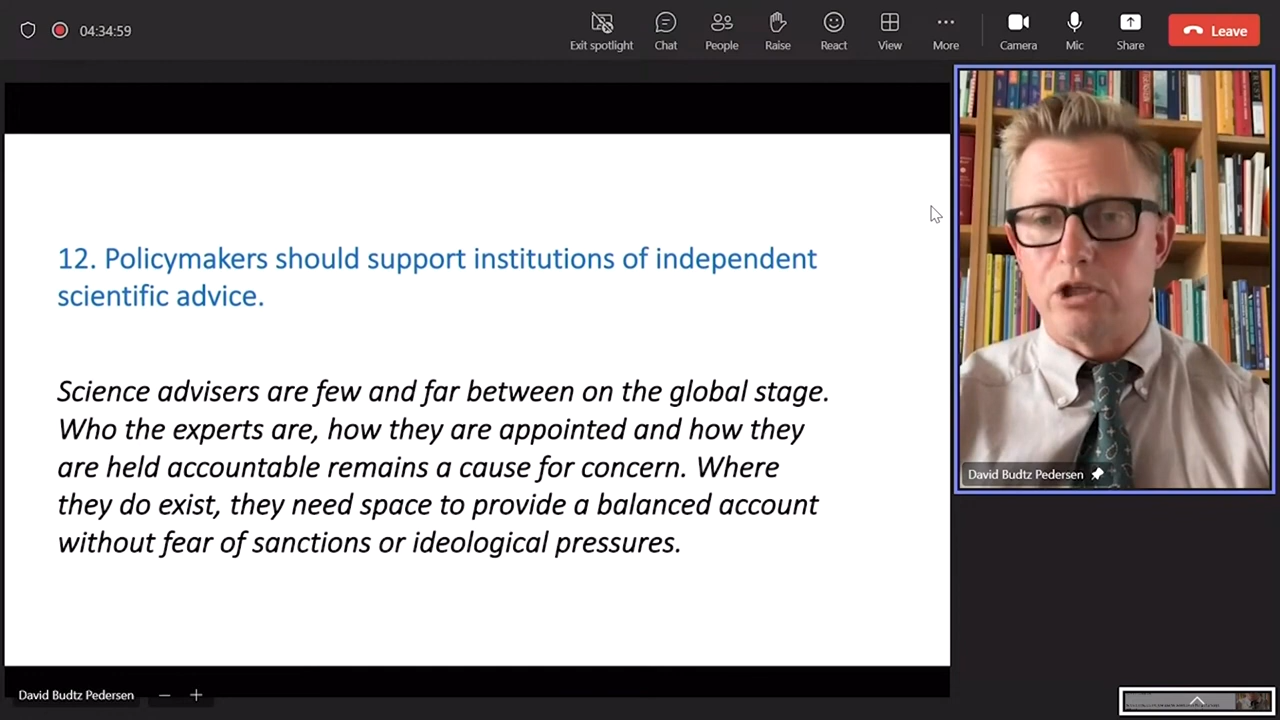 04:34:59
Exit spotlight
Chat
People
Raise
React
View
More
Camera
Mic
Share
Leave
12. Policymakers should support institutions of independent
scientific advice.
Science advisers are few and far between on the global stage.
Who the experts are, how they are appointed and how they
are held accountable remains a cause for concern. Where
they do exist, they need space to provide a balanced account
without fear of sanctions or ideological pressures.
David Budtz Pedersen
David Budtz Pedersen